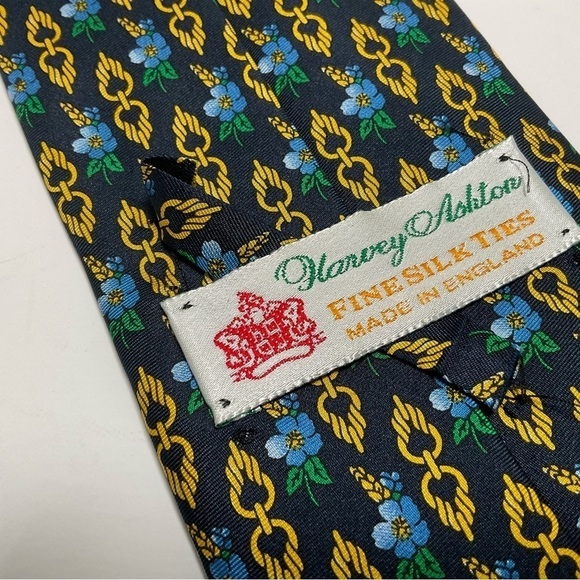 Harvey Ashton
FINE SILK TIES
MADE IN ENGLAND